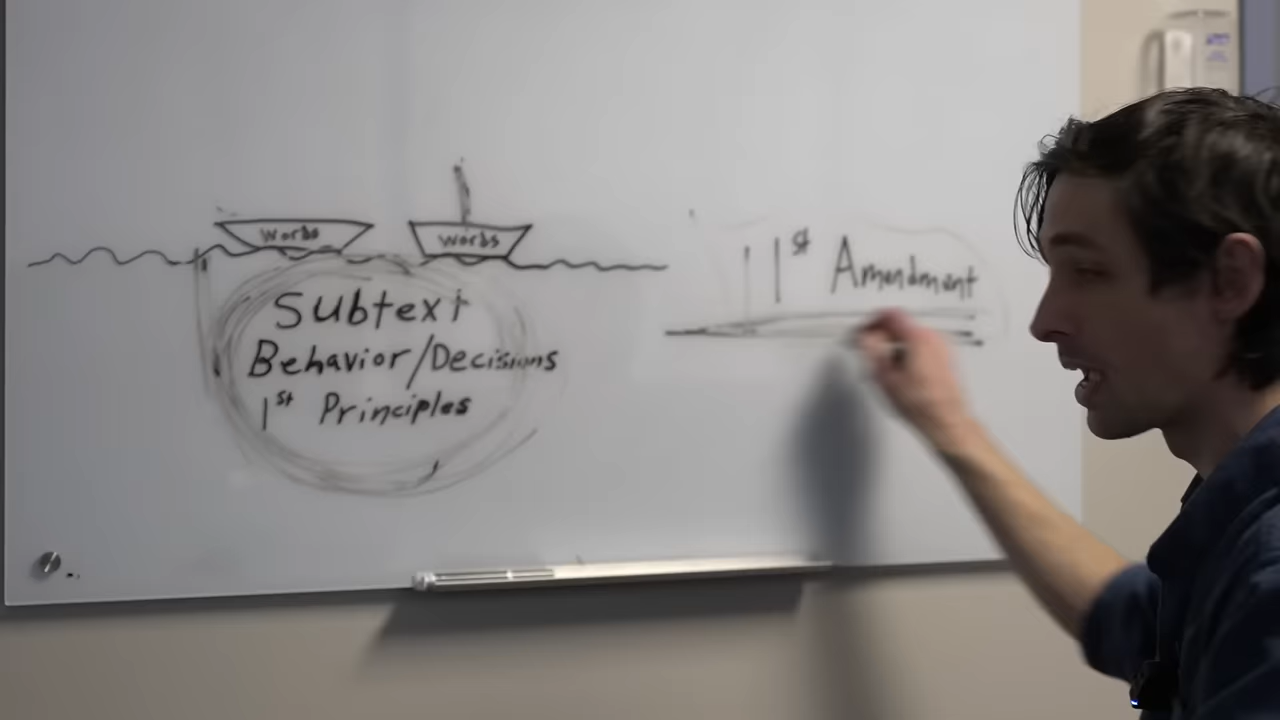 words
words
Subtext
Behavior/Decisions
1st Principles
1st Amendment